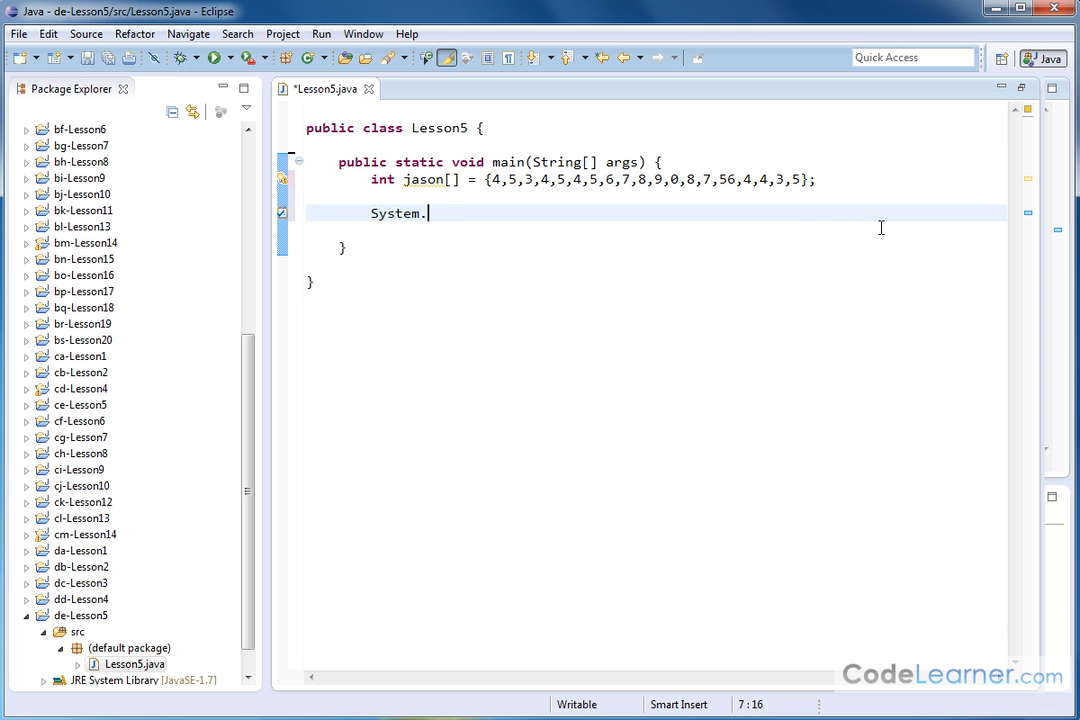 Java - de-Lesson5/src/Lesson5.java - Eclipse
File Edit Source Refactor Navigate Search Project Run Window Help
Quick Access
Java
Package Explorer
*Lesson5.java
bf-Lesson6
bg-Lesson7
bh-Lesson8
bi-Lesson9
bj-Lesson10
bk-Lesson11
bl-Lesson13
bm-Lesson14
bn-Lesson15
bo-Lesson16
bp-Lesson17
bq-Lesson18
br-Lesson19
bs-Lesson20
ca-Lesson1
cb-Lesson2
cd-Lesson4
ce-Lesson5
cf-Lesson6
cg-Lesson7
ch-Lesson8
ci-Lesson9
cj-Lesson10
ck-Lesson12
cl-Lesson13
cm-Lesson14
da-Lesson1
db-Lesson2
dc-Lesson3
dd-Lesson4
de-Lesson5
src
(default package)
Lesson5.java
JRE System Library [JavaSE-1.7]
public class Lesson5 {
public static void main(String[] args) {
int jason[] = {4,5,3,4,5,4,5,6,7,8,9,0,8,7,56,4,4,3,5};
System.
}
}
CodeLearner.com
Writable Smart Insert 7 : 16